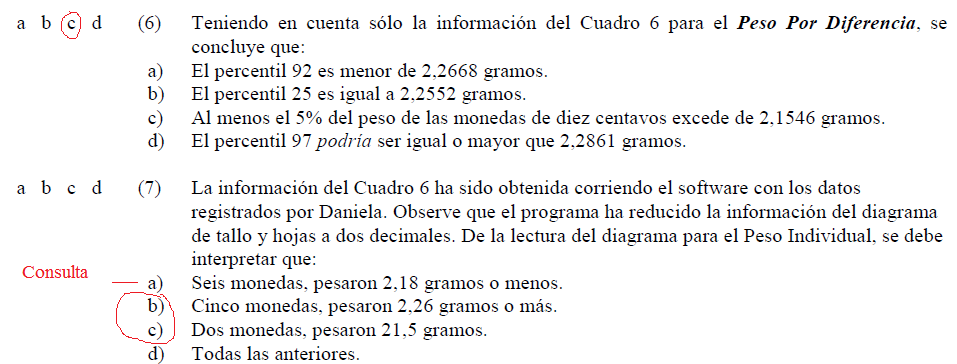 a b c d (6) Teniendo en cuenta sólo la información del Cuadro 6 para el Peso Por Diferencia, se
concluye que:
a) El percentil 92 es menor de 2,2668 gramos.
b) El percentil 25 es igual a 2,2552 gramos.
c) Al menos el 5% del peso de las monedas de diez centavos excede de 2,1546 gramos.
d) El percentil 97 podría ser igual o mayor que 2,2861 gramos.
a b c d (7) La información del Cuadro 6 ha sido obtenida corriendo el software con los datos
registrados por Daniela. Observe que el programa ha reducido la información del diagrama
de tallo y hojas a dos decimales. De la lectura del diagrama para el Peso Individual, se debe
interpretar que:
Consulta a) Seis monedas, pesaron 2,18 gramos o menos.
b) Cinco monedas, pesaron 2,26 gramos o más.
c) Dos monedas, pesaron 21,5 gramos.
d) Todas las anteriores.